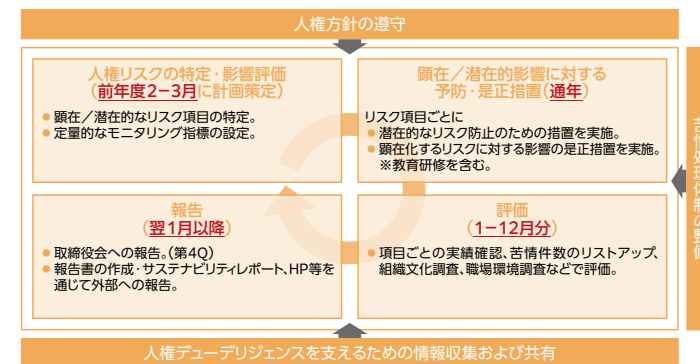 人権方針の遵守
人権リスクの特定・影響評価
（前年度2−3月に計画策定）
● 顕在／潜在的なリスク項目の特定。
● 定量的なモニタリング指標の設定。
顕在／潜在的影響に対する
予防・是正措置（通年）
リスク項目ごとに
● 潜在的なリスク防止のための措置を実施。
● 顕在化するリスクに対する影響の是正措置を実施。
※教育研修を含む。
報告
（翌1月以降）
● 取締役会への報告。（第4Q）
● 報告書の作成・サステナビリティレポート、HP等を
通じて外部への報告。
評価
（1−12月分）
● 項目ごとの実績確認、苦情件数のリストアップ、
組織文化調査、職場環境調査などで評価。
苦情処理体制の整備
人権デューデリジェンスを支えるための情報収集および共有